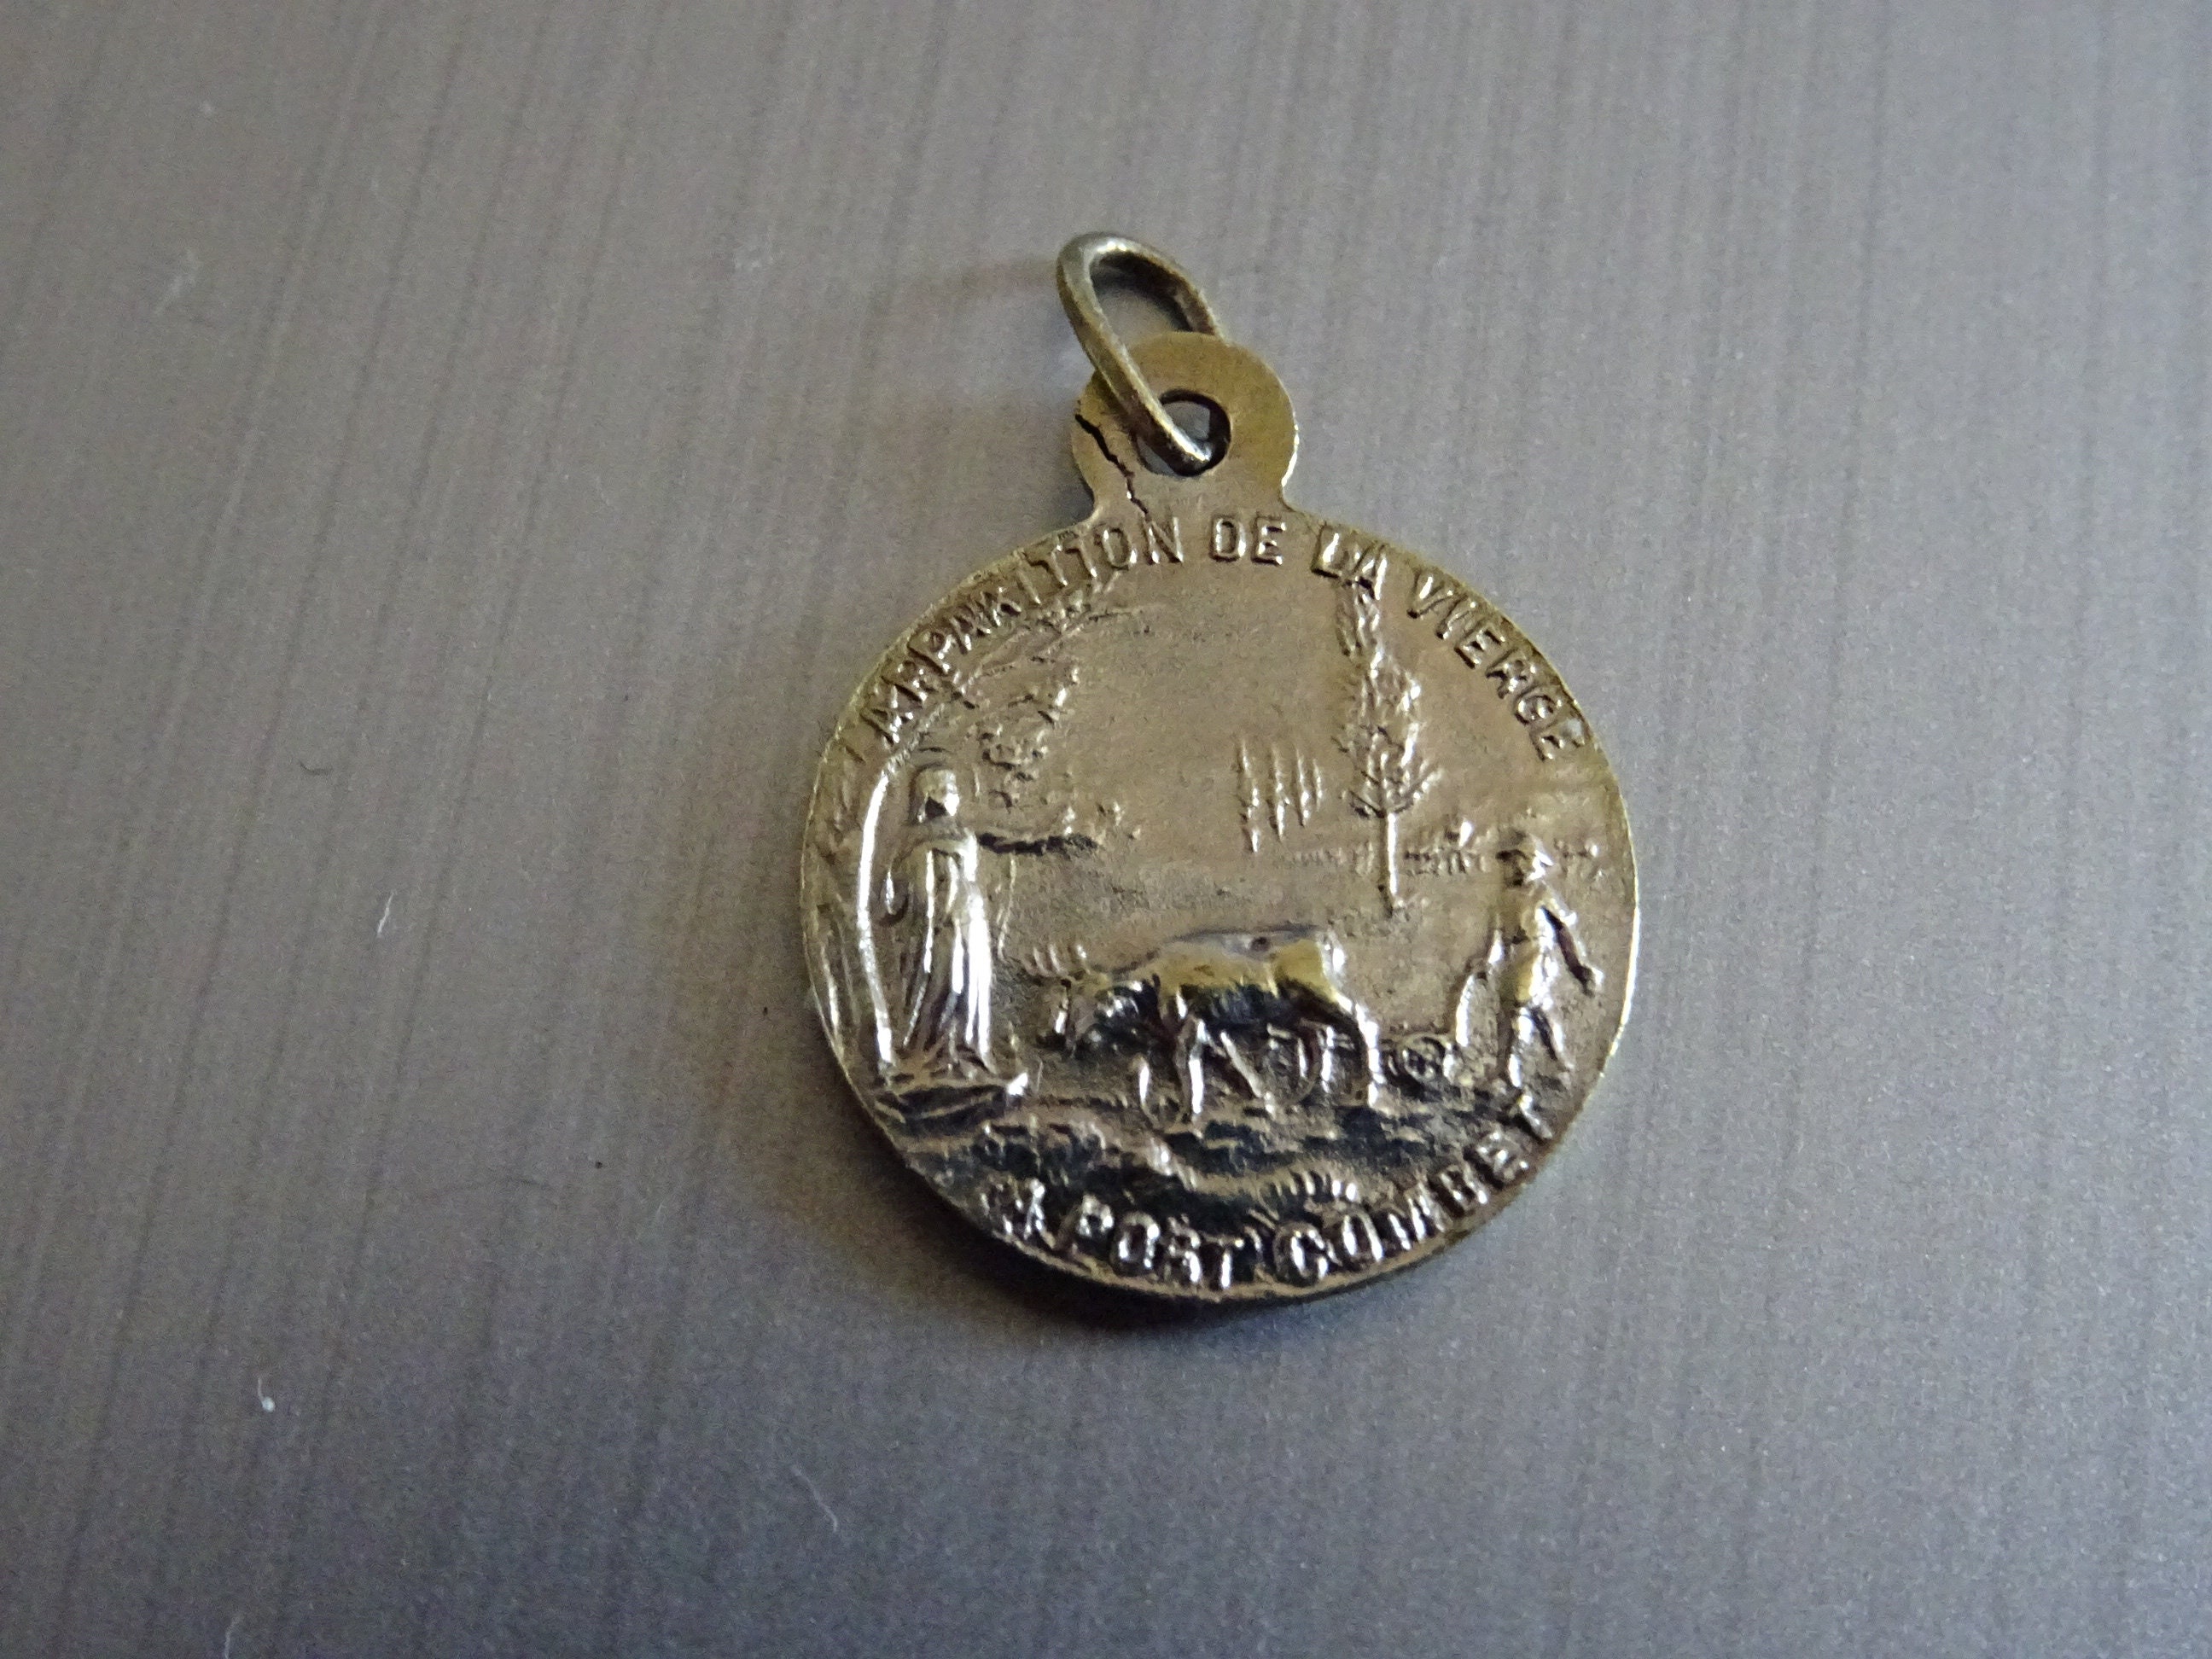 APPARITION DE LA VIERGE
A PORT COMBET